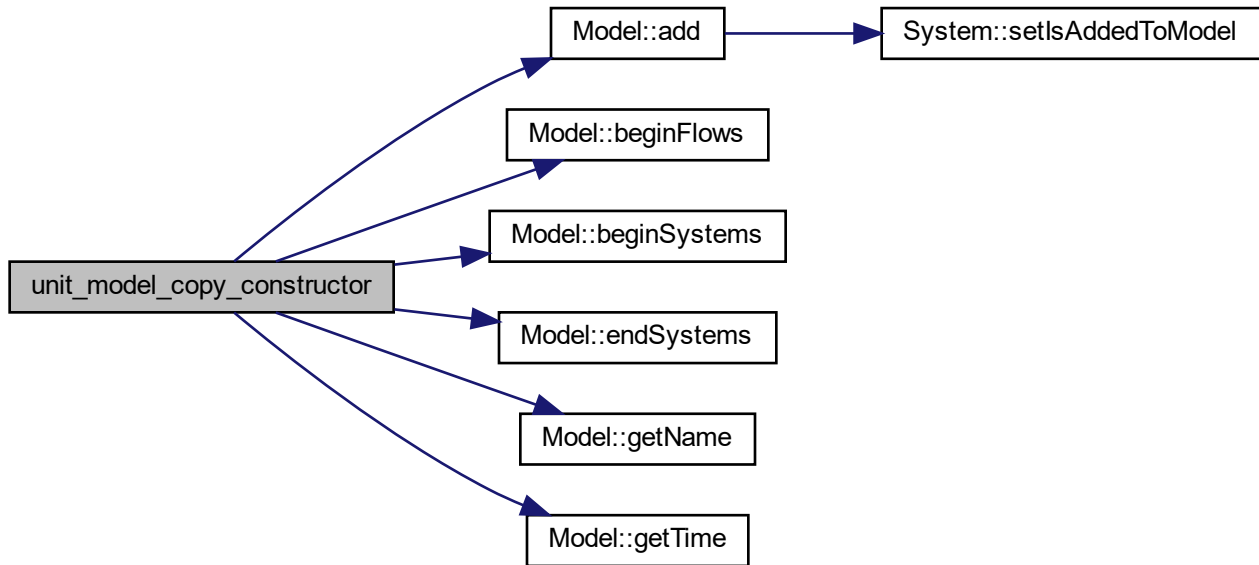 Model::add
System::setIsAddedToModel
Model::beginFlows
Model::beginSystems
unit_model_copy_constructor
Model::endSystems
Model::getName
Model::getTime